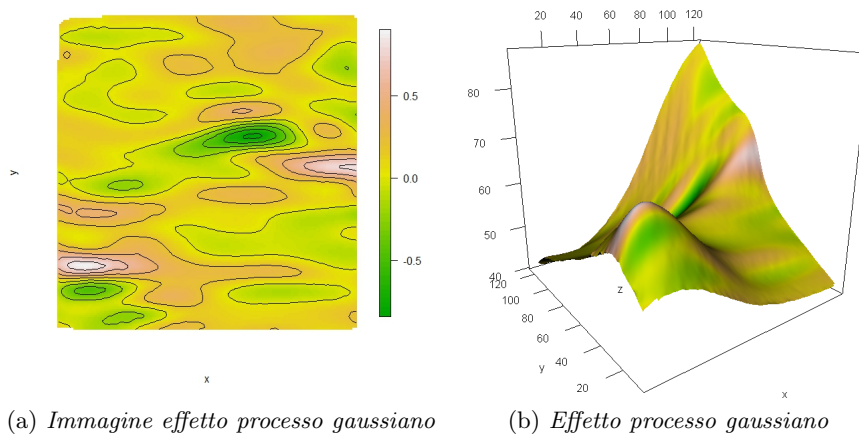 20 40 60 80 100 120
80
70
60
50
40
120
100
80
60
40
20
z
y
x
0.5
0.0
-0.5
y
x
(a) Immagine effetto processo gaussiano
(b) Effetto processo gaussiano